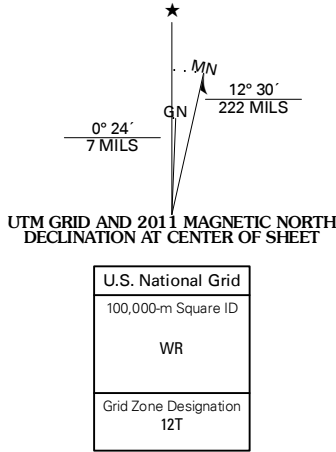 ★
MN
GN
12° 30´
222 MILS
0° 24´
7 MILS
UTM GRID AND 2011 MAGNETIC NORTH
DECLINATION AT CENTER OF SHEET
U.S. National Grid
100,000-m Square ID
WR
Grid Zone Designation
12T